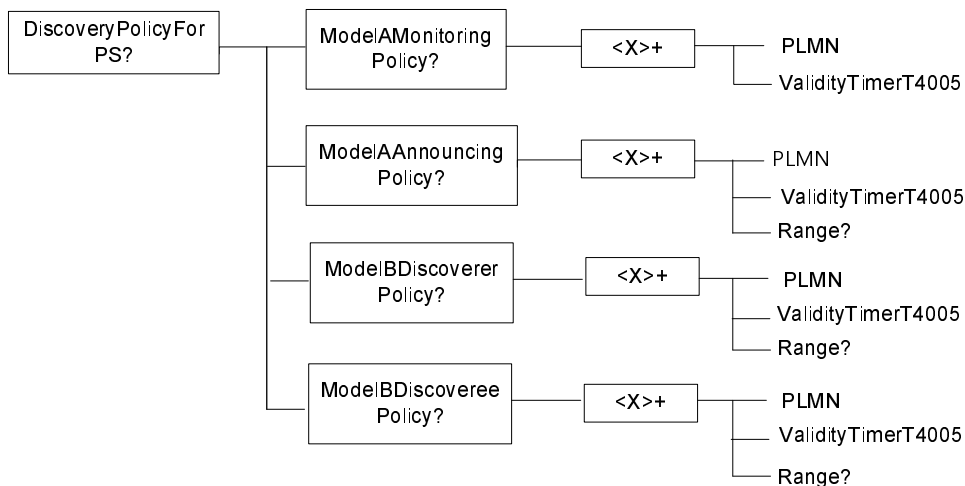 DiscoveryPolicyFor
PS?
ModelAMonitoring
Policy?
<X>+
PLMN
ValidityTimerT4005
ModelAAnnouncing
Policy?
<X>+
PLMN
ValidityTimerT4005
Range?
ModelBDiscoverer
Policy?
<X>+
PLMN
ValidityTimerT4005
Range?
ModelBDiscoveree
Policy?
<X>+
PLMN
ValidityTimerT4005
Range?